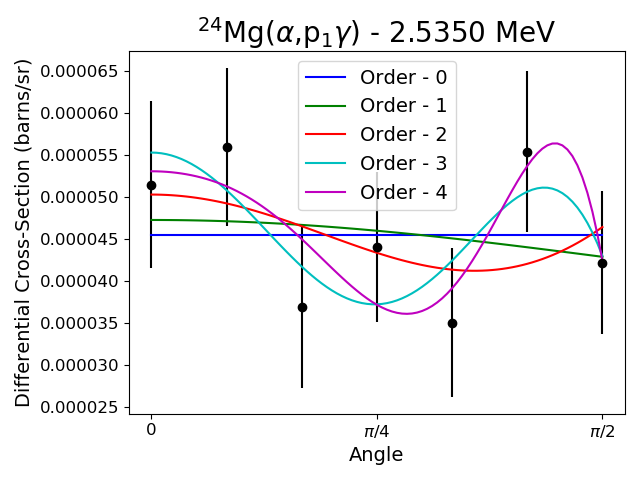 ²⁴Mg(α,p₁γ) - 2.5350 MeV
Differential Cross-Section (barns/sr)
0.000065
0.000060
0.000055
0.000050
0.000045
0.000040
0.000035
0.000030
0.000025
Order - 0
Order - 1
Order - 2
Order - 3
Order - 4
0
π/4
π/2
Angle